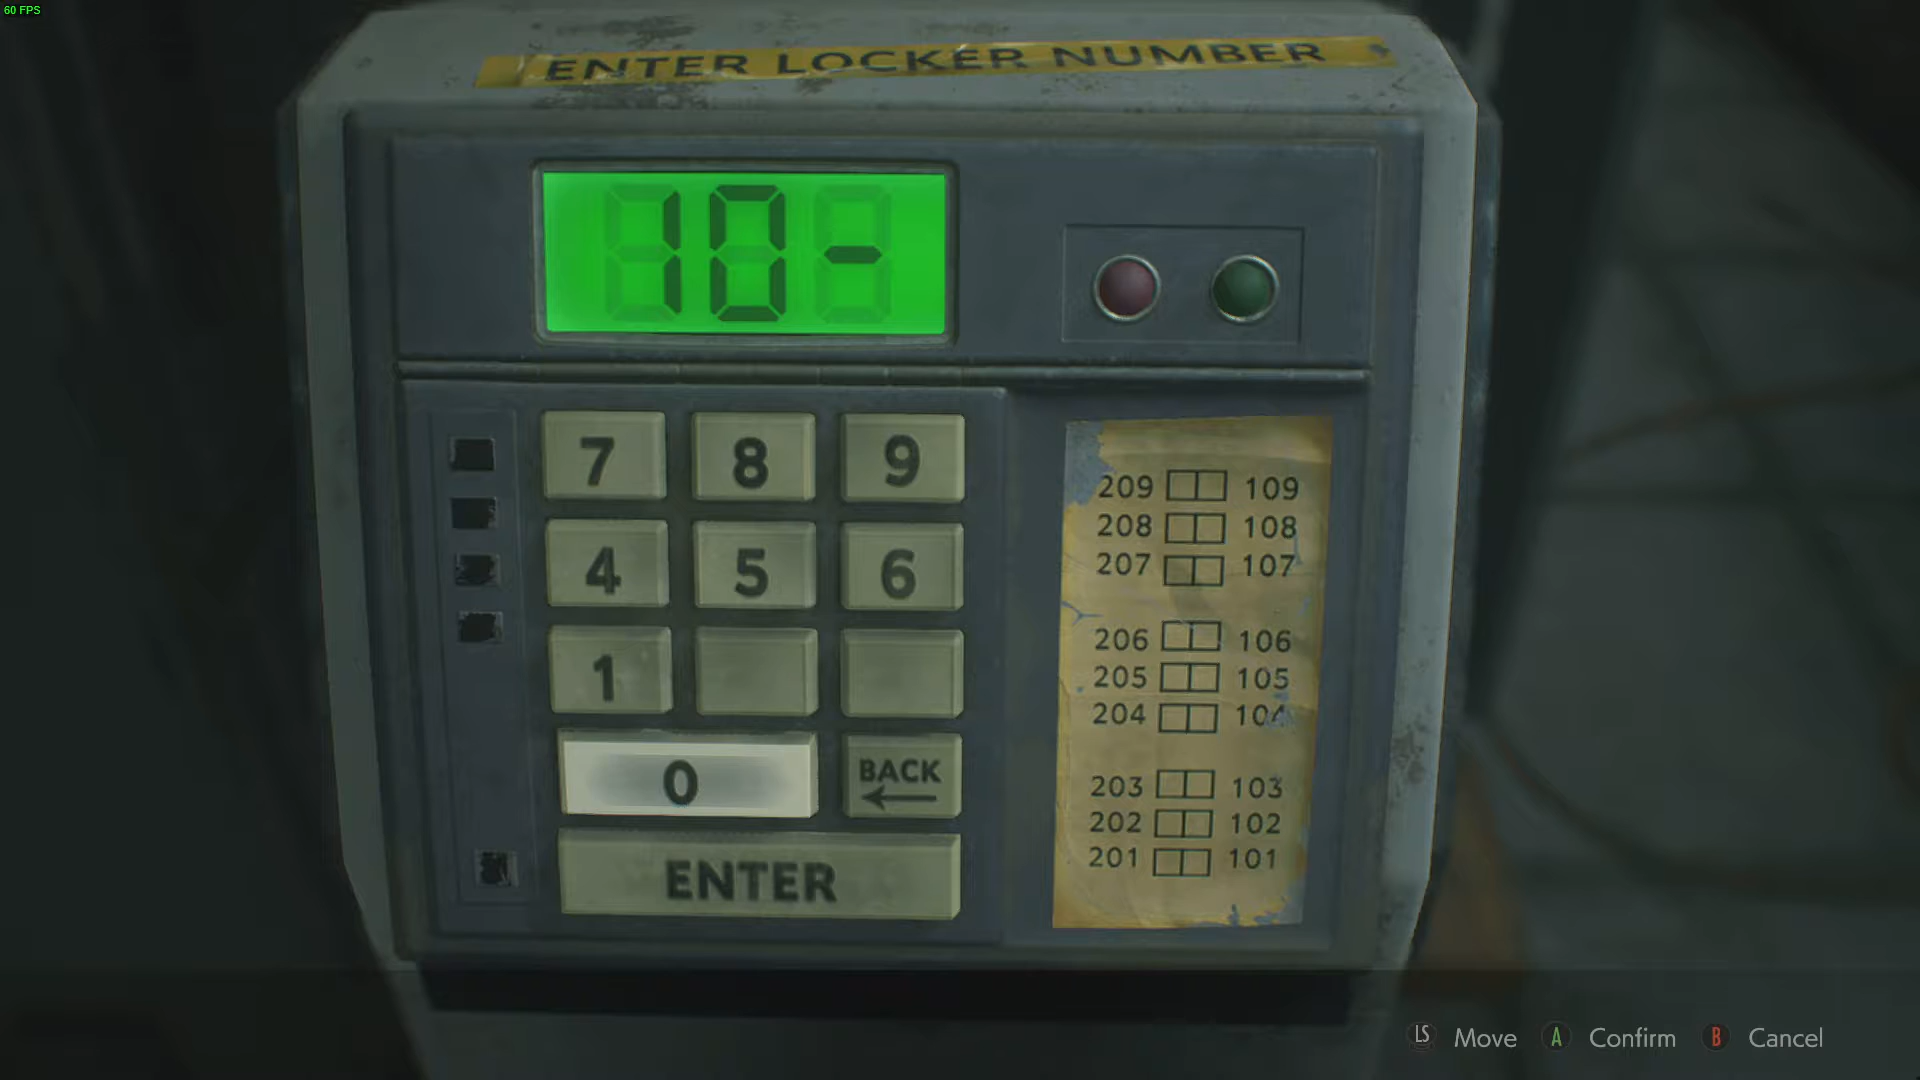 60 FPS
ENTER LOCKER NUMBER
10-
7 8 9
4 5 6
1
0 BACK
ENTER
209 109
208 108
207 107
206 106
205 105
204 104
203 103
202 102
201 101
LS Move A Confirm B Cancel